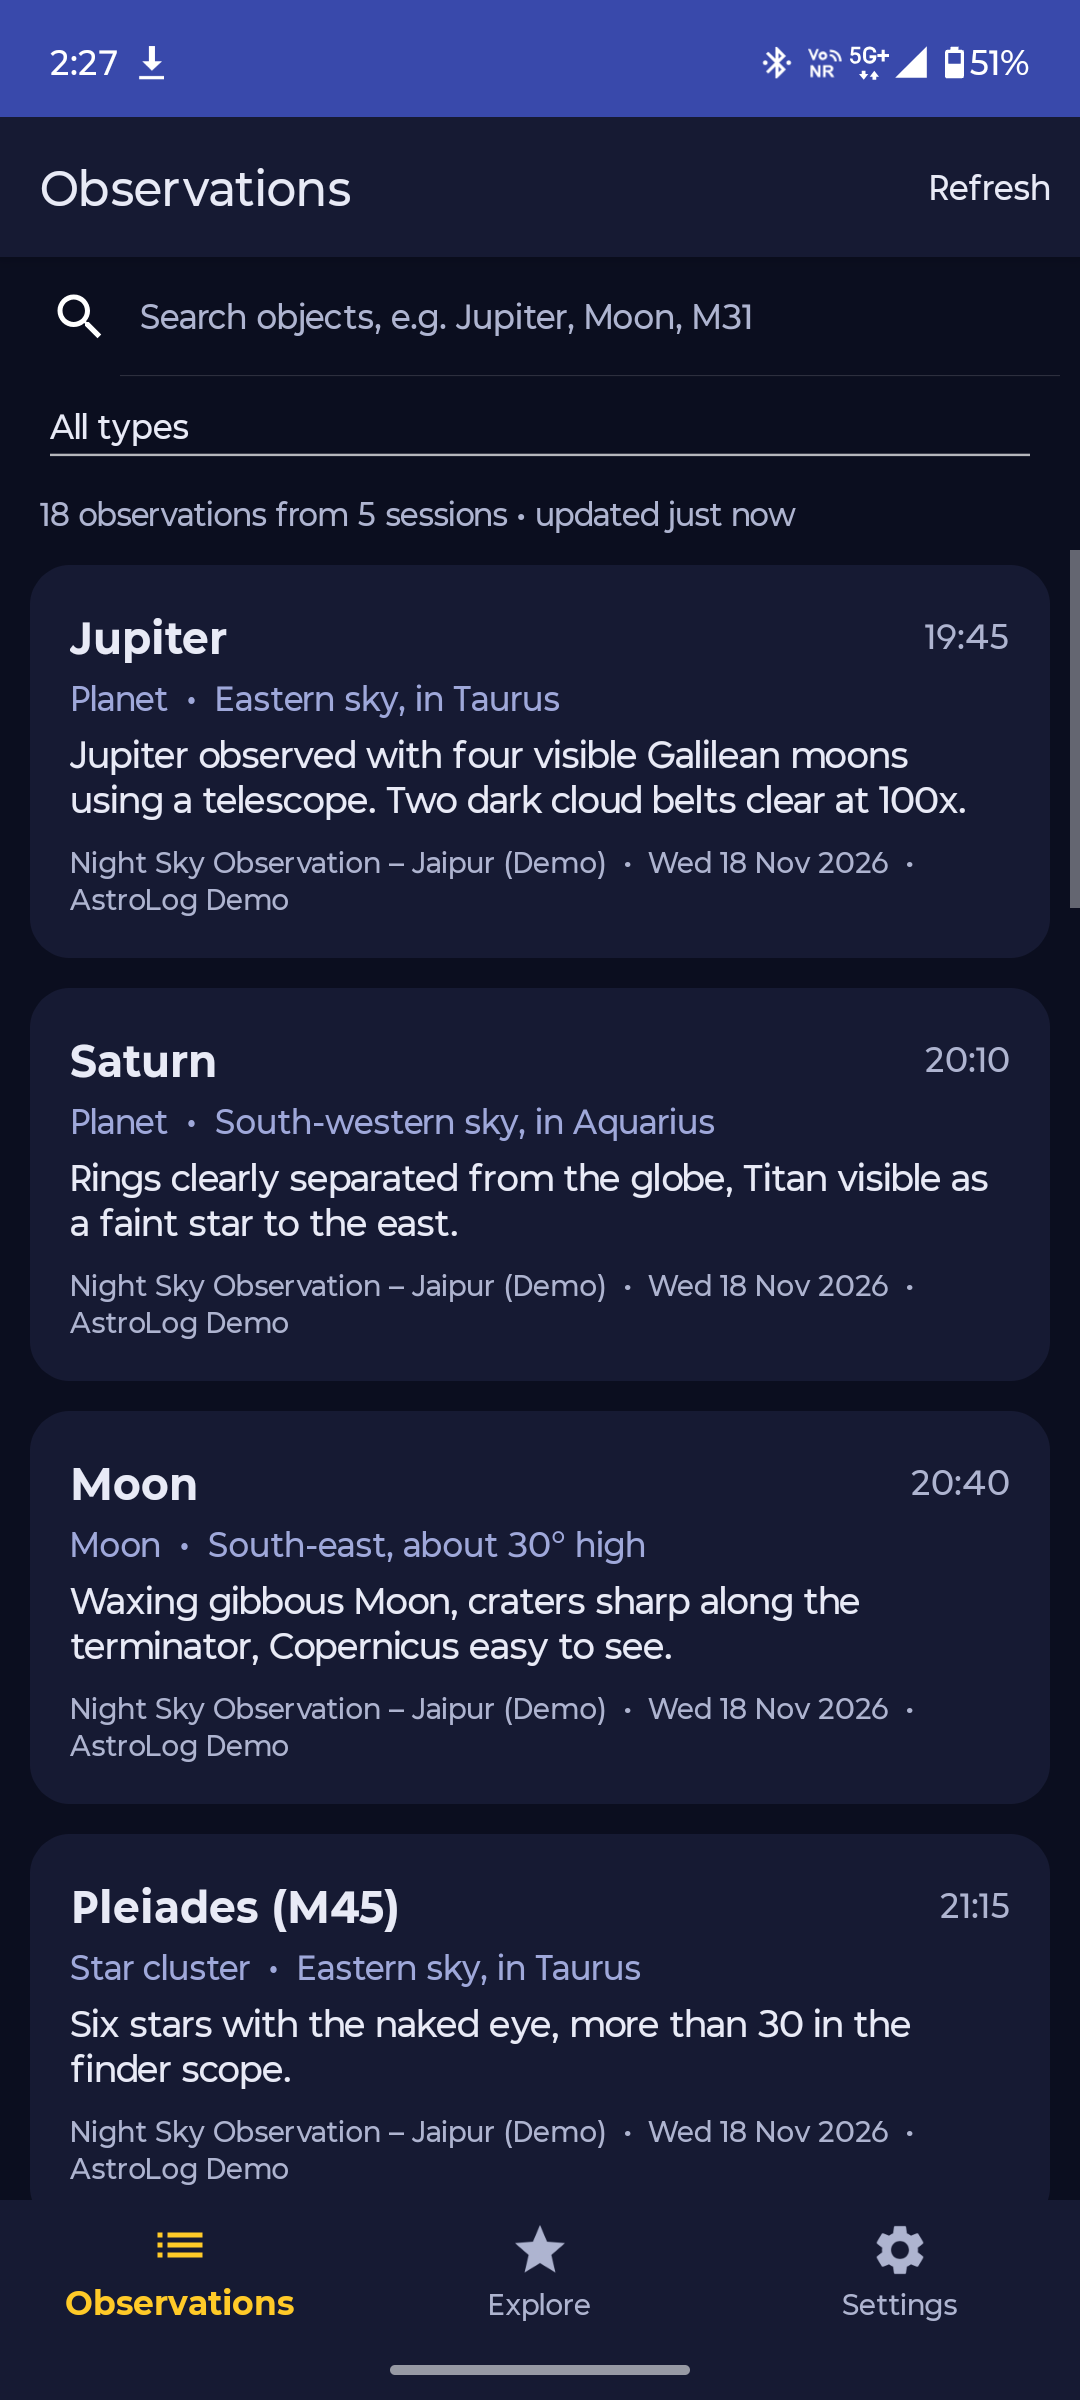 2:27
VoNR 5G+ 51%
Observations
Refresh
Search objects, e.g. Jupiter, Moon, M31
All types
18 observations from 5 sessions • updated just now
Jupiter
19:45
Planet • Eastern sky, in Taurus
Jupiter observed with four visible Galilean moons
using a telescope. Two dark cloud belts clear at 100x.
Night Sky Observation – Jaipur (Demo) • Wed 18 Nov 2026 •
AstroLog Demo
Saturn
20:10
Planet • South-western sky, in Aquarius
Rings clearly separated from the globe, Titan visible as
a faint star to the east.
Night Sky Observation – Jaipur (Demo) • Wed 18 Nov 2026 •
AstroLog Demo
Moon
20:40
Moon • South-east, about 30° high
Waxing gibbous Moon, craters sharp along the
terminator, Copernicus easy to see.
Night Sky Observation – Jaipur (Demo) • Wed 18 Nov 2026 •
AstroLog Demo
Pleiades (M45)
21:15
Star cluster • Eastern sky, in Taurus
Six stars with the naked eye, more than 30 in the
finder scope.
Night Sky Observation – Jaipur (Demo) • Wed 18 Nov 2026 •
AstroLog Demo
Observations
Explore
Settings